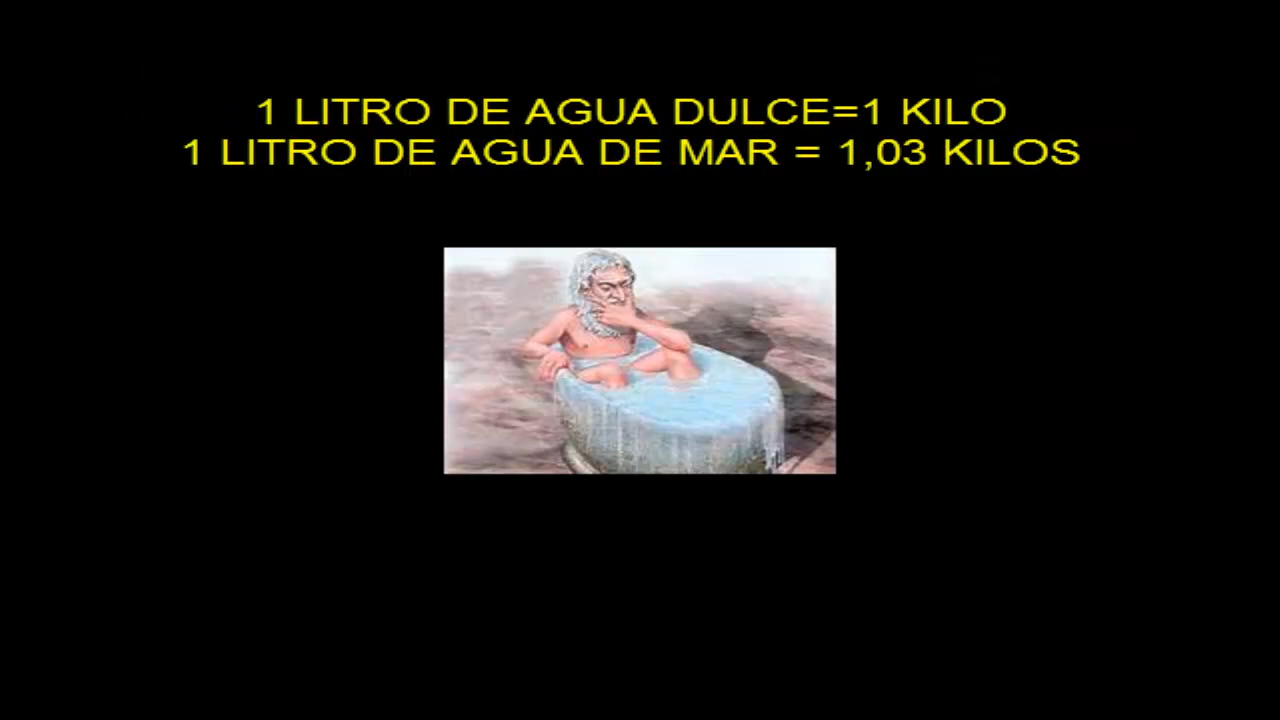 1 LITRO DE AGUA DULCE=1 KILO
1 LITRO DE AGUA DE MAR = 1,03 KILOS